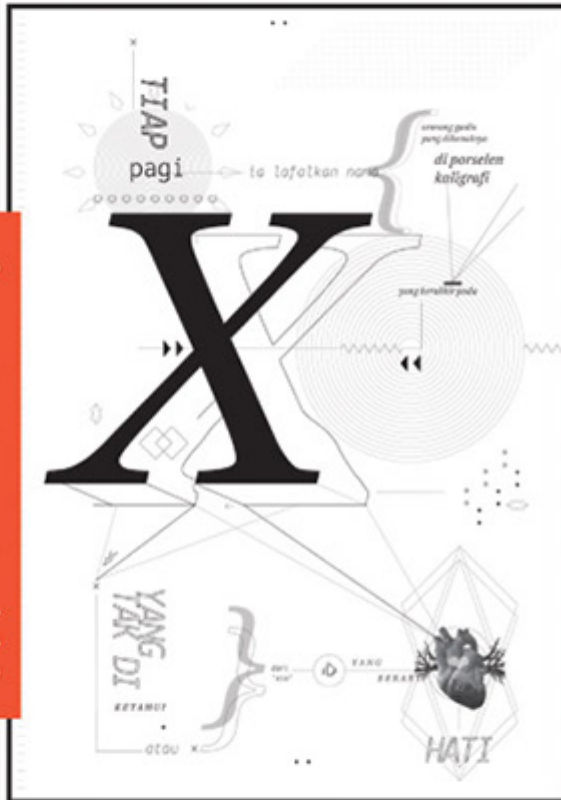 TIAP
pagi
ia lafalkan nama
seorang gadis
yang dikenalnya
di porselen
kaligrafi
X
yang berakhir pada
YANG
TAK DI
KETAHUI
atau
dari
YANG
BERARTI
HATI